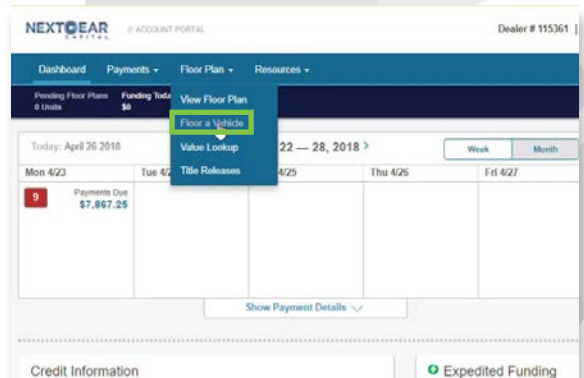 NEXTGEAR CAPITAL // ACCOUNT PORTAL Dealer # 115361 |
Dashboard Payments Floor Plan Resources
Pending Floor Plans Funding Toda
0 Units $0
View Floor Plan
Floor a Vehicle
Value Lookup
Title Releases
Today: April 26 2018 22 — 28, 2018 > Week Month
Mon 4/23 Tue 4/2 4/25 Thu 4/26 Fri 4/27
9 Payments Due
$7,867.25
Show Payment Details
Credit Information Expedited Funding